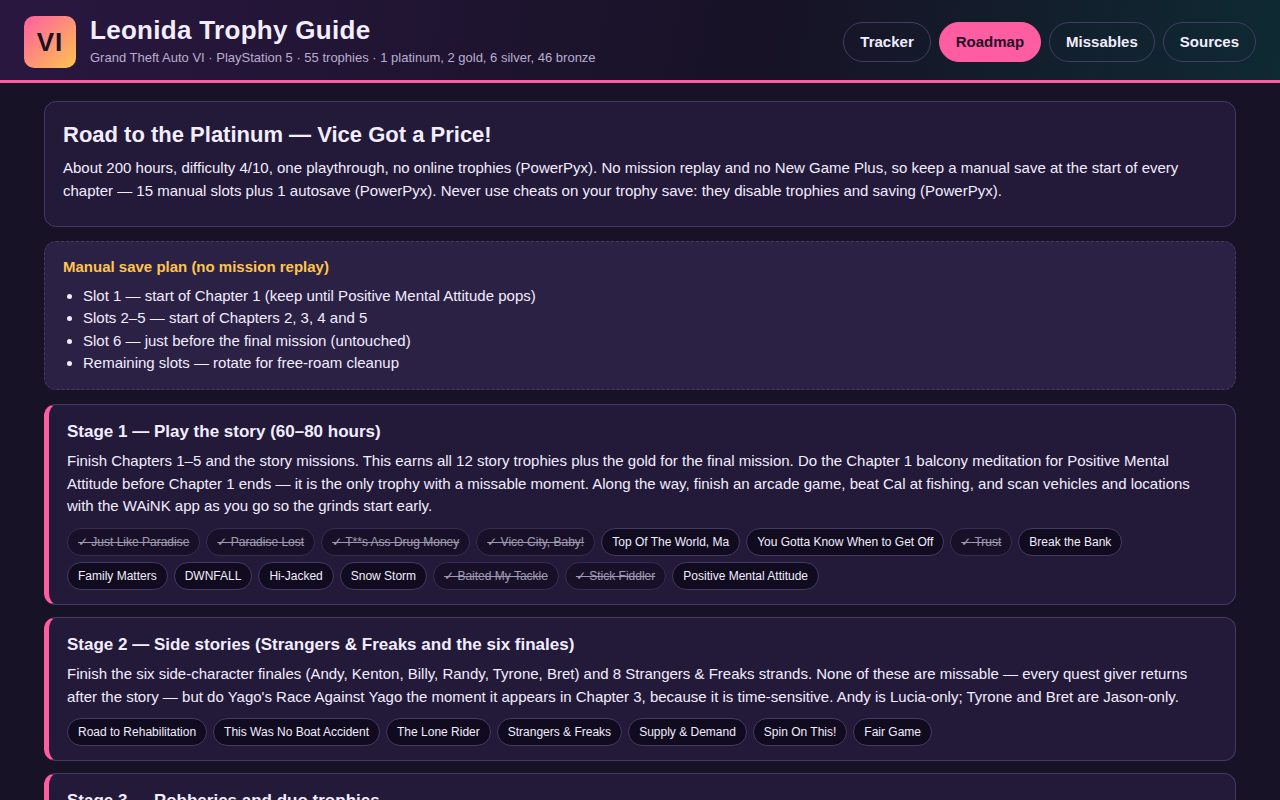 VI
Leonida Trophy Guide
Grand Theft Auto VI · PlayStation 5 · 55 trophies · 1 platinum, 2 gold, 6 silver, 46 bronze
Tracker
Roadmap
Missables
Sources
Road to the Platinum — Vice Got a Price!
About 200 hours, difficulty 4/10, one playthrough, no online trophies (PowerPyx). No mission replay and no New Game Plus, so keep a manual save at the start of every
chapter — 15 manual slots plus 1 autosave (PowerPyx). Never use cheats on your trophy save: they disable trophies and saving (PowerPyx).
Manual save plan (no mission replay)
• Slot 1 — start of Chapter 1 (keep until Positive Mental Attitude pops)
• Slots 2–5 — start of Chapters 2, 3, 4 and 5
• Slot 6 — just before the final mission (untouched)
• Remaining slots — rotate for free-roam cleanup
Stage 1 — Play the story (60–80 hours)
Finish Chapters 1–5 and the story missions. This earns all 12 story trophies plus the gold for the final mission. Do the Chapter 1 balcony meditation for Positive Mental
Attitude before Chapter 1 ends — it is the only trophy with a missable moment. Along the way, finish an arcade game, beat Cal at fishing, and scan vehicles and locations
with the WAiNK app as you go so the grinds start early.
✓ Just Like Paradise ✓ Paradise Lost ✓ T**s Ass Drug Money ✓ Vice City, Baby! Top Of The World, Ma You Gotta Know When to Get Off ✓ Trust Break the Bank
Family Matters DWNFALL Hi-Jacked Snow Storm ✓ Baited My Tackle ✓ Stick Fiddler Positive Mental Attitude
Stage 2 — Side stories (Strangers & Freaks and the six finales)
Finish the six side-character finales (Andy, Kenton, Billy, Randy, Tyrone, Bret) and 8 Strangers & Freaks strands. None of these are missable — every quest giver returns
after the story — but do Yago's Race Against Yago the moment it appears in Chapter 3, because it is time-sensitive. Andy is Lucia-only; Tyrone and Bret are Jason-only.
Road to Rehabilitation This Was No Boat Accident The Lone Rider Strangers & Freaks Supply & Demand Spin On This! Fair Game
Stage 3 — Robberies and duo trophies